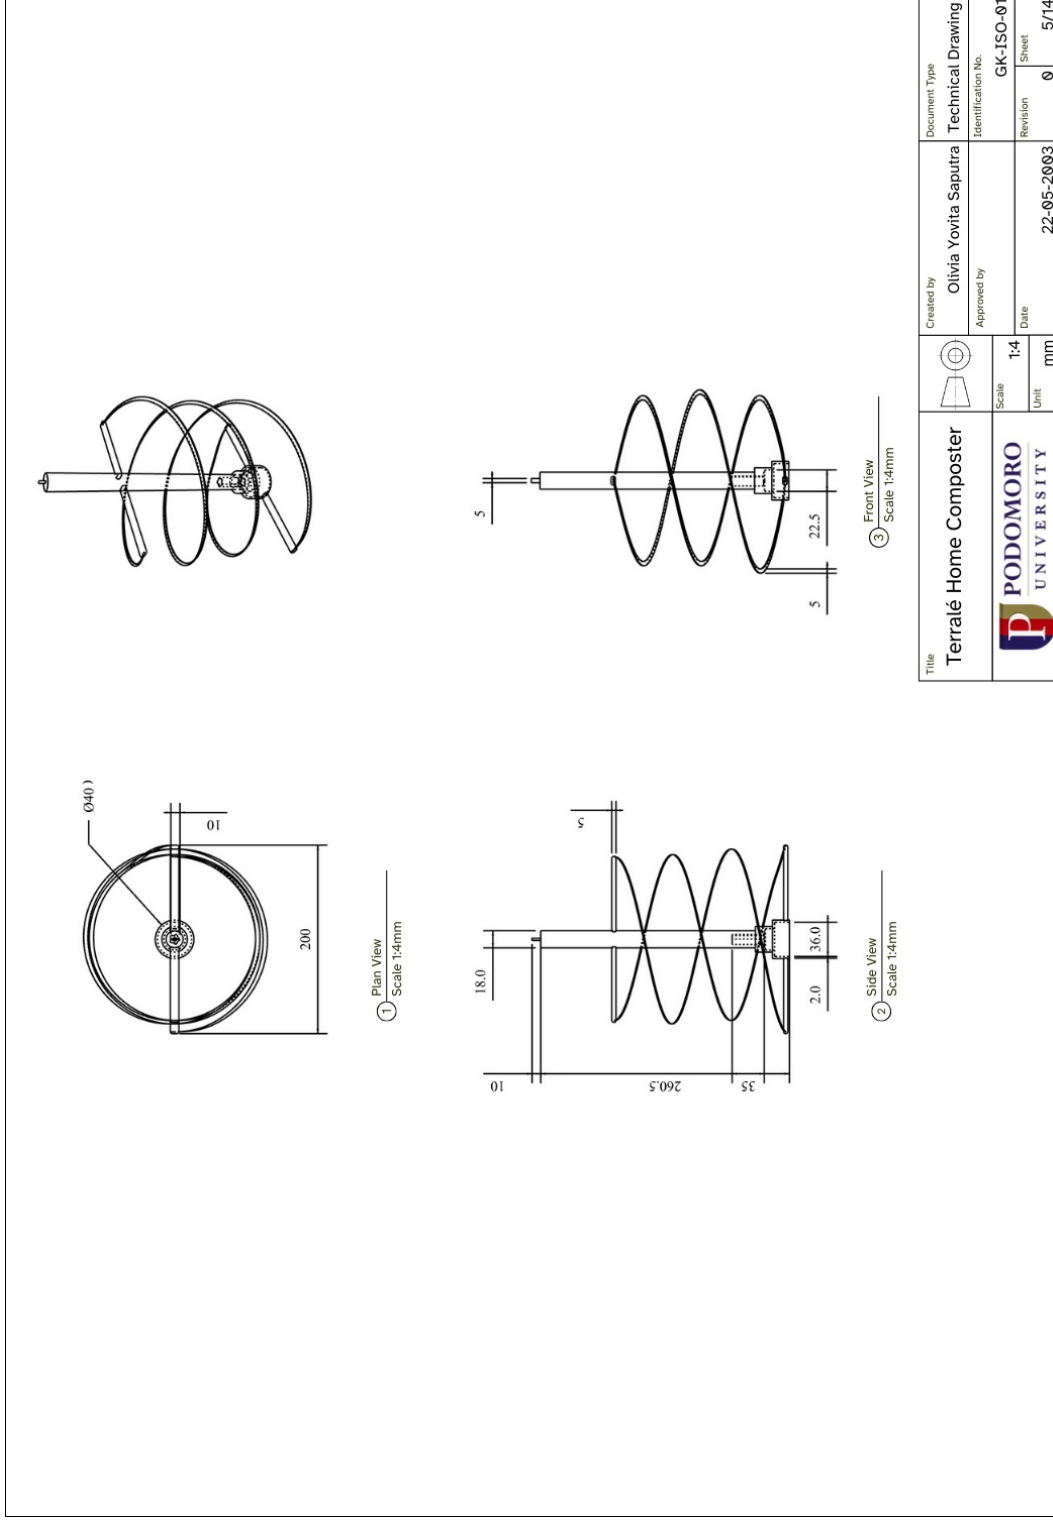 Ø40 )
10
200
1
Plan View
Scale 1:4mm
18.0
5
10
260.5
35
2.0
36.0
2
Side View
Scale 1:4mm
5
22.5
5
3
Front View
Scale 1:4mm
Title
Terralé Home Composter
PODOMORO
UNIVERSITY
P
Scale
1:4
Unit
mm
Created by
Olivia Yovita Saputra
Approved by
Date
22-05-2003
Document Type
Technical Drawing
Identification No.
GK-ISO-01
Revision
0
Sheet
5/14